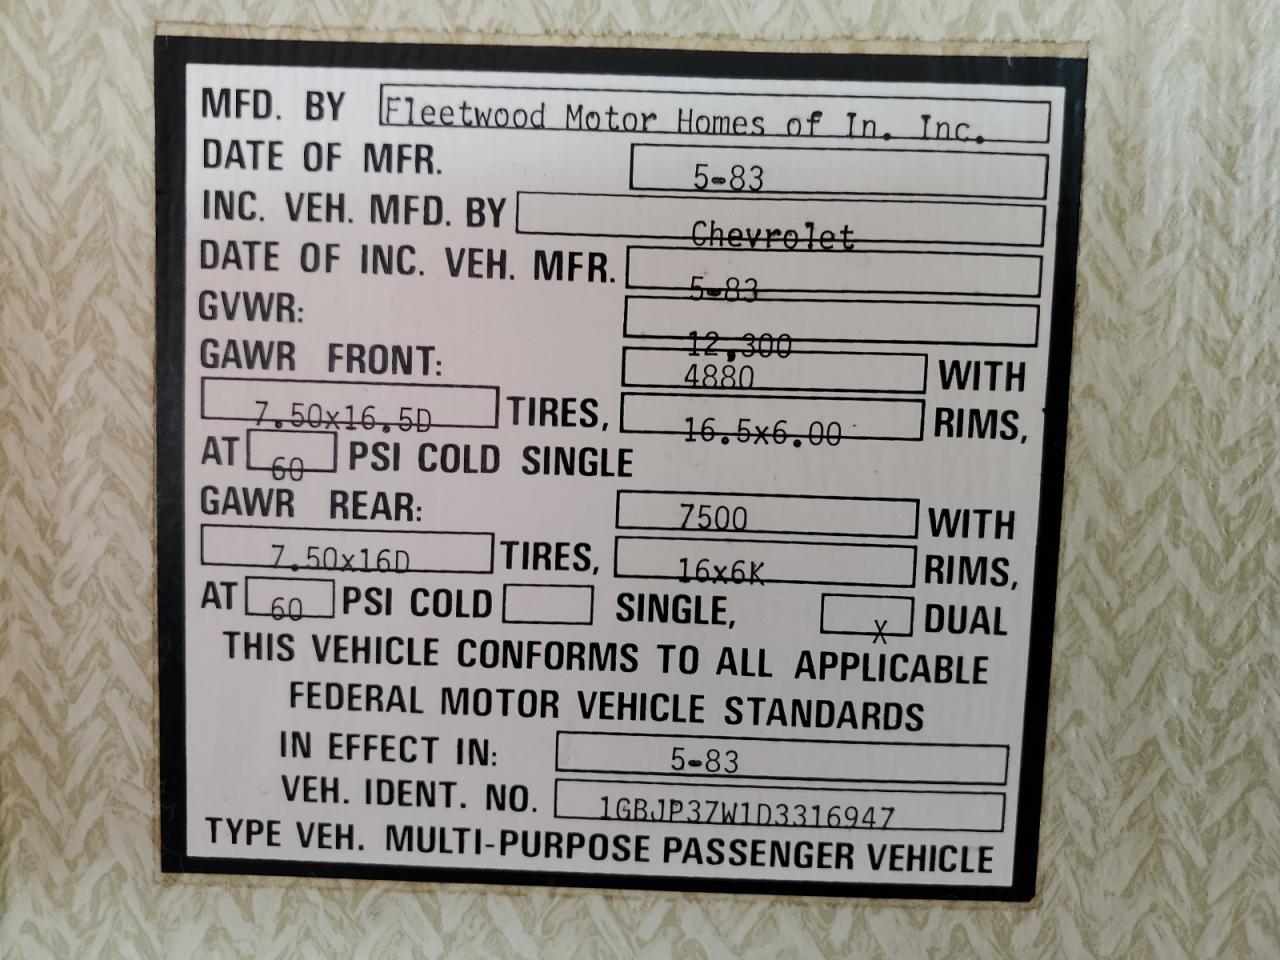 MFD. BY Fleetwood Motor Homes of In. Inc.
DATE OF MFR. 5-83
INC. VEH. MFD. BY Chevrolet
DATE OF INC. VEH. MFR. 5-83
GVWR: 12,300
GAWR FRONT: 4880 WITH
7.50x16.5D TIRES, 16.5x6.00 RIMS,
AT 60 PSI COLD SINGLE
GAWR REAR: 7500 WITH
7.50x16D TIRES, 16x6K RIMS,
AT 60 PSI COLD SINGLE, X DUAL
THIS VEHICLE CONFORMS TO ALL APPLICABLE
FEDERAL MOTOR VEHICLE STANDARDS
IN EFFECT IN: 5-83
VEH. IDENT. NO. 1GBJP37W1D3316947
TYPE VEH. MULTI-PURPOSE PASSENGER VEHICLE